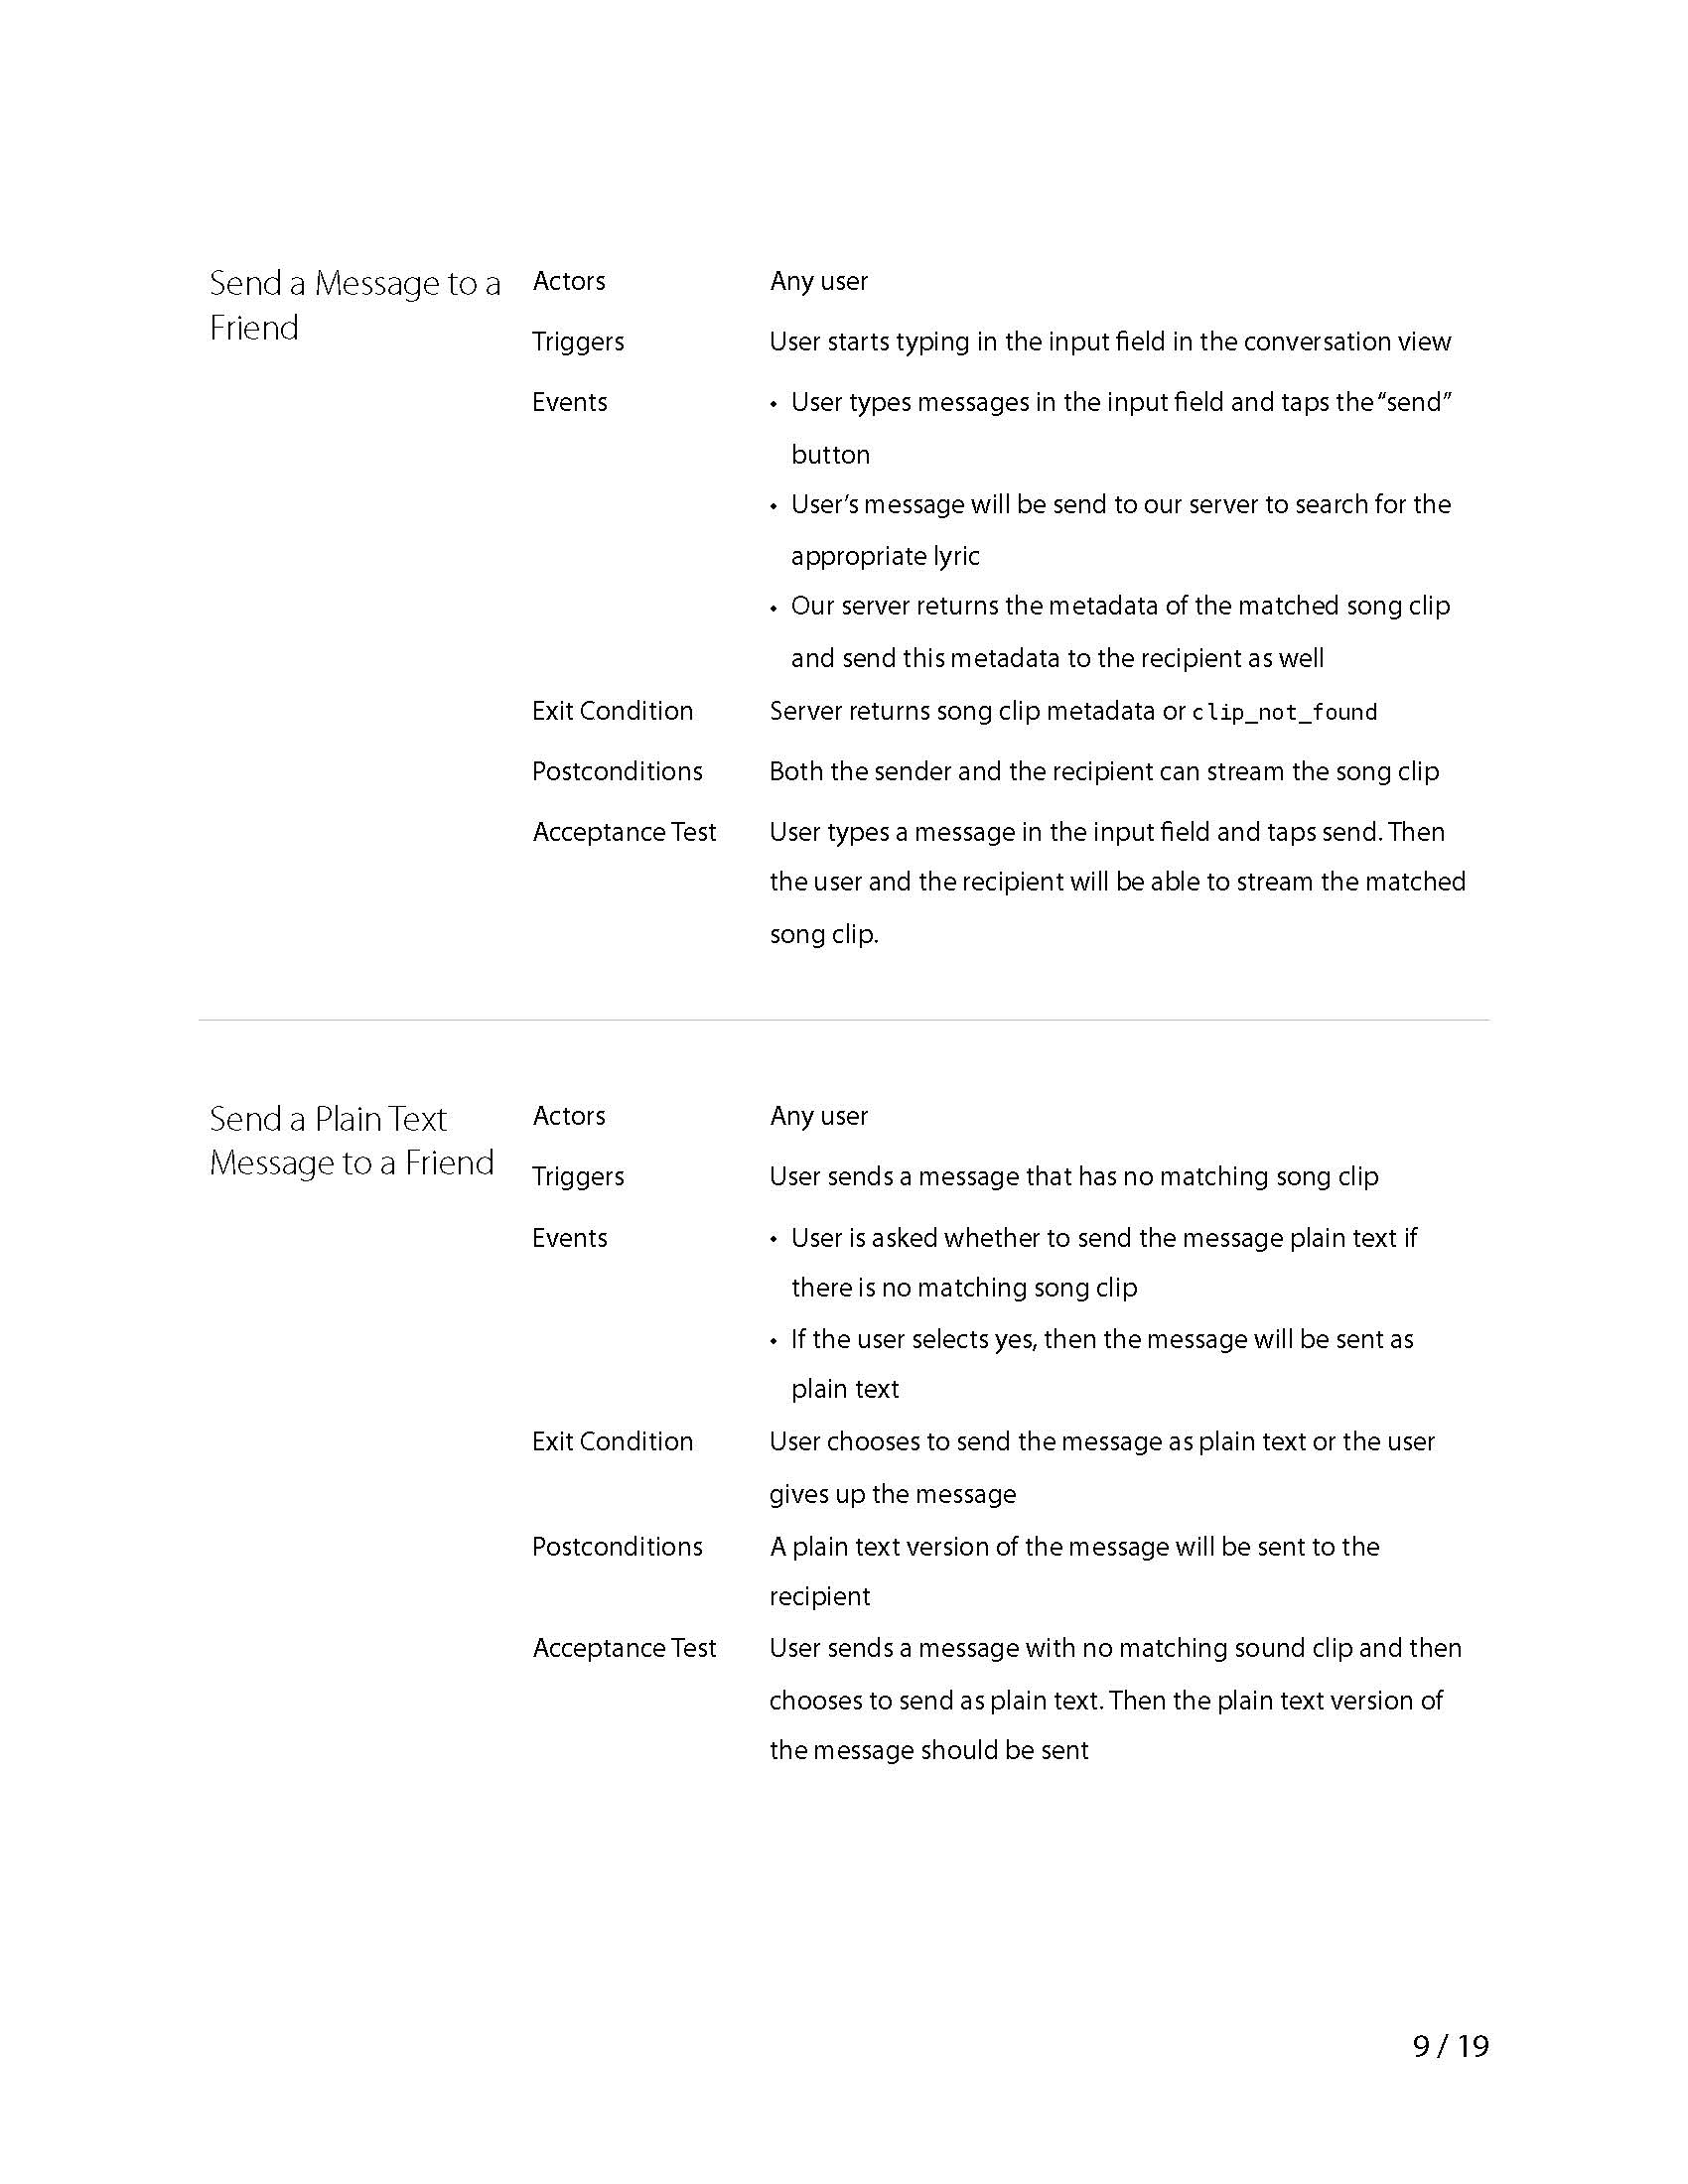 Send a Message to a
Friend
Actors
Any user
Triggers
User starts typing in the input field in the conversation view
Events
• User types messages in the input field and taps the “send”
button
• User’s message will be send to our server to search for the
appropriate lyric
• Our server returns the metadata of the matched song clip
and send this metadata to the recipient as well
Exit Condition
Server returns song clip metadata or clip_not_found
Postconditions
Both the sender and the recipient can stream the song clip
Acceptance Test
User types a message in the input field and taps send. Then
the user and the recipient will be able to stream the matched
song clip.
Send a Plain Text
Message to a Friend
Actors
Any user
Triggers
User sends a message that has no matching song clip
Events
• User is asked whether to send the message plain text if
there is no matching song clip
• If the user selects yes, then the message will be sent as
plain text
Exit Condition
User chooses to send the message as plain text or the user
gives up the message
Postconditions
A plain text version of the message will be sent to the
recipient
Acceptance Test
User sends a message with no matching sound clip and then
chooses to send as plain text. Then the plain text version of
the message should be sent
9 / 19